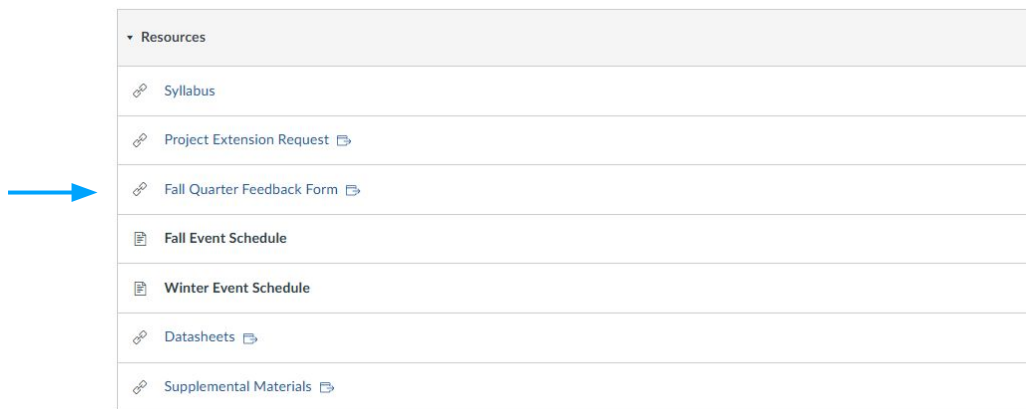 Resources
Syllabus
Project Extension Request
Fall Quarter Feedback Form
Fall Event Schedule
Winter Event Schedule
Datasheets
Supplemental Materials